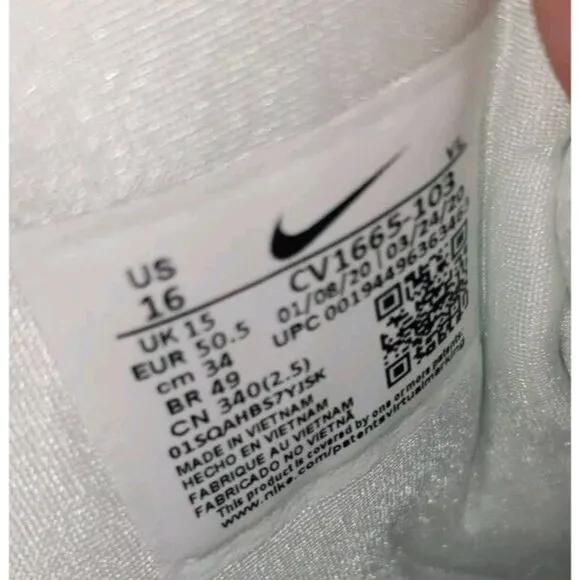 US
16
UK 15
EUR 50.5
cm 34
BR 49
CN 340(2.5)
01SQAHBS7YJSK
MADE IN VIETNAM
HECHO EN VIETNAM
FABRIQUE AU VIETNAM
FABRICADO NO VIETNÃ
This product is covered by one or more patents:
www.nike.com/patentsvirtualmarking
CV1665-103
01/08/20 | 03/24/20
UPC 00194496363463